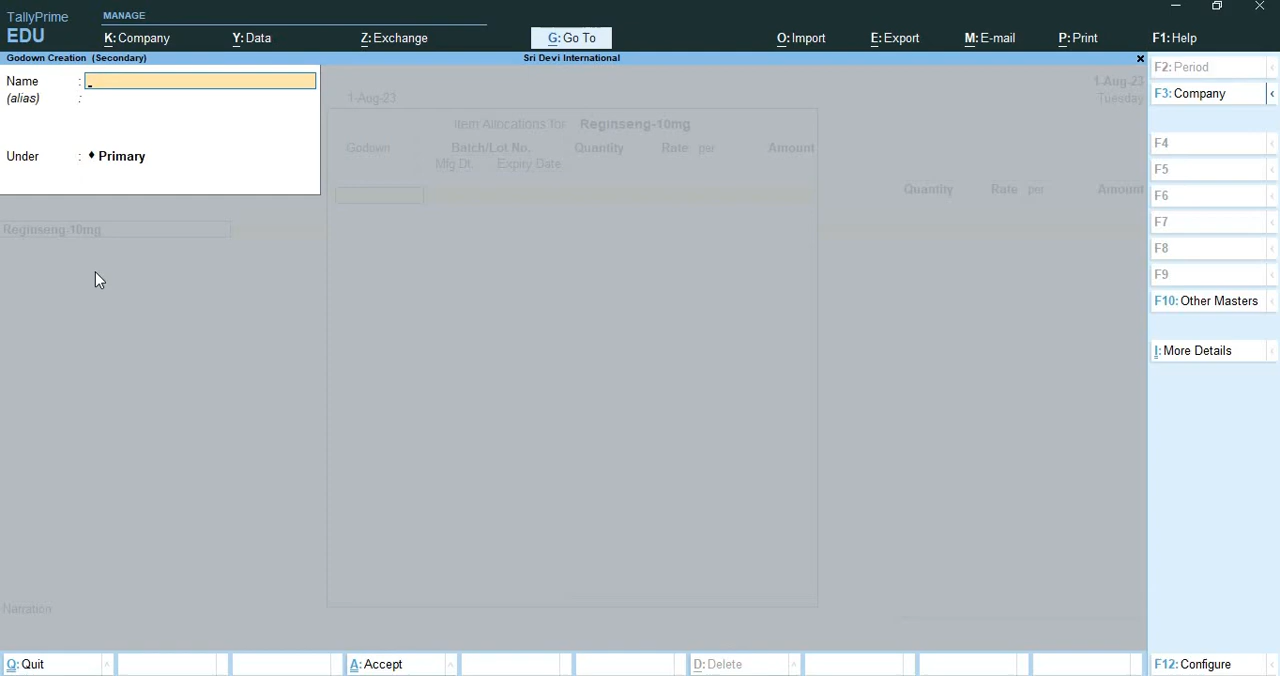 TallyPrime
EDU
MANAGE
K: Company
Y: Data
Z: Exchange
G: Go To
O: Import
E: Export
M: E-mail
P: Print
F1: Help
Godown Creation (Secondary)
Sri Devi International
Name :
(alias) :
Under : ♦ Primary
1-Aug-23
1-Aug-23
Tuesday
Item Allocations for Reginseng-10mg
Godown Batch/Lot No. Quantity Rate per Amount
Mfg Dt. Expiry Date
Quantity Rate per Amount
Reginseng-10mg
Narration
F2: Period
F3: Company
F4
F5
F6
F7
F8
F9
F10: Other Masters
I: More Details
Q: Quit
A: Accept
D: Delete
F12: Configure